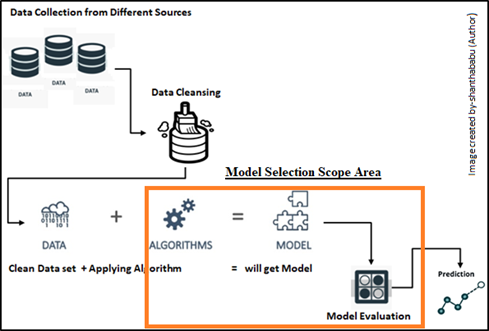 Data Collection from Different Sources
DATA
DATA
DATA
Image created by-shanthababu (Author)
Data Cleansing
Model Selection Scope Area
DATA + ALGORITHMS = MODEL
Clean Data set + Applying Algorithm = will get Model
Prediction
Model Evaluation